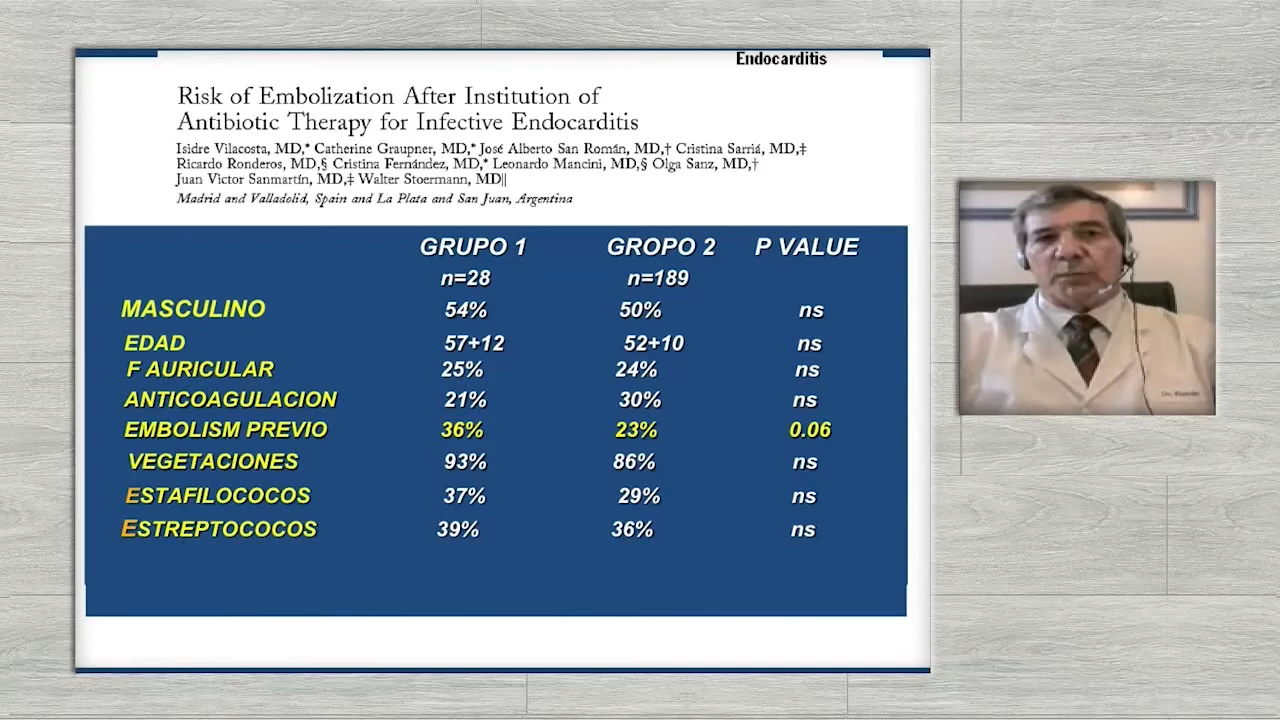 Endocarditis
Risk of Embolization After Institution of
Antibiotic Therapy for Infective Endocarditis
Isidre Vilacosta, MD,* Catherine Graupner, MD,* José Alberto San Román, MD,† Cristina Sarriá, MD,‡
Ricardo Ronderos, MD,§ Cristina Fernández, MD,* Leonardo Mancini, MD,§ Olga Sanz, MD,†
Juan Victor Sanmartín, MD,‡ Walter Stoermann, MD||
Madrid and Valladolid, Spain and La Plata and San Juan, Argentina
GRUPO 1 GROPO 2 P VALUE
n=28 n=189
MASCULINO 54% 50% ns
EDAD 57+12 52+10 ns
F AURICULAR 25% 24% ns
ANTICOAGULACION 21% 30% ns
EMBOLISM PREVIO 36% 23% 0.06
VEGETACIONES 93% 86% ns
ESTAFILOCOCOS 37% 29% ns
ESTREPTOCOCOS 39% 36% ns